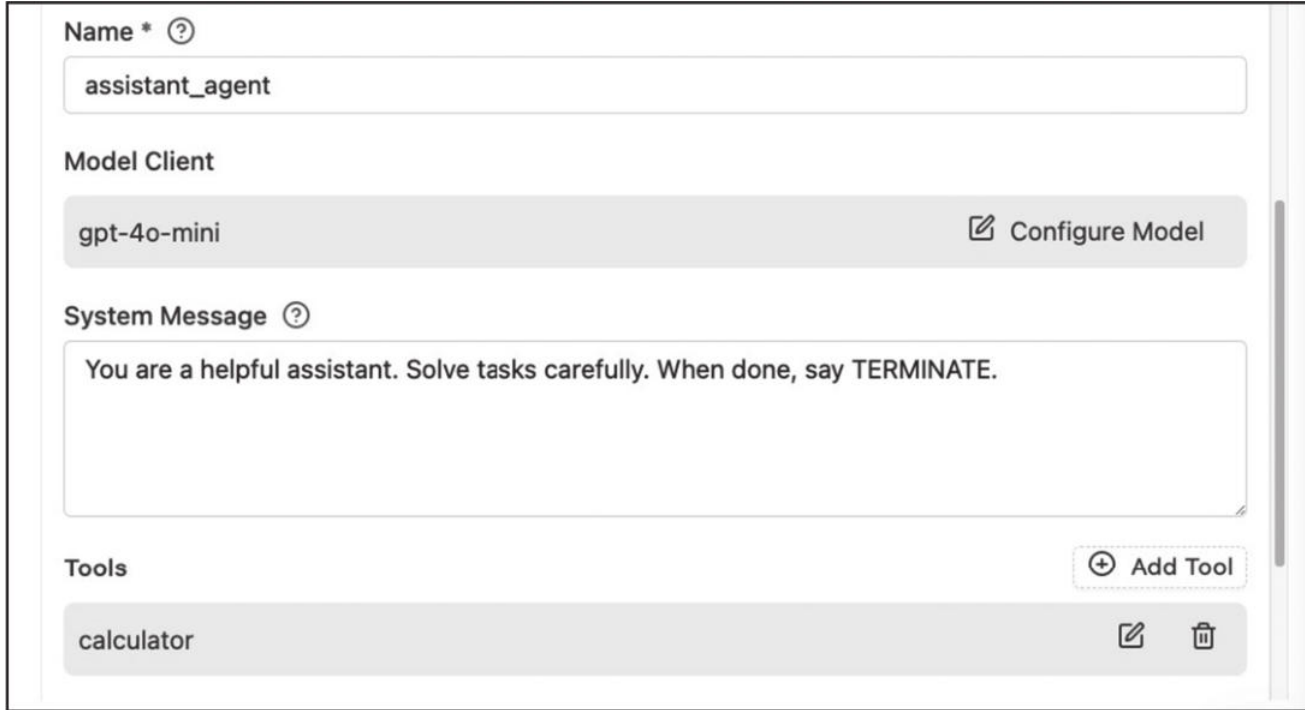 Name *
assistant_agent
Model Client
gpt-4o-mini
Configure Model
System Message
You are a helpful assistant. Solve tasks carefully. When done, say TERMINATE.
Tools
Add Tool
calculator